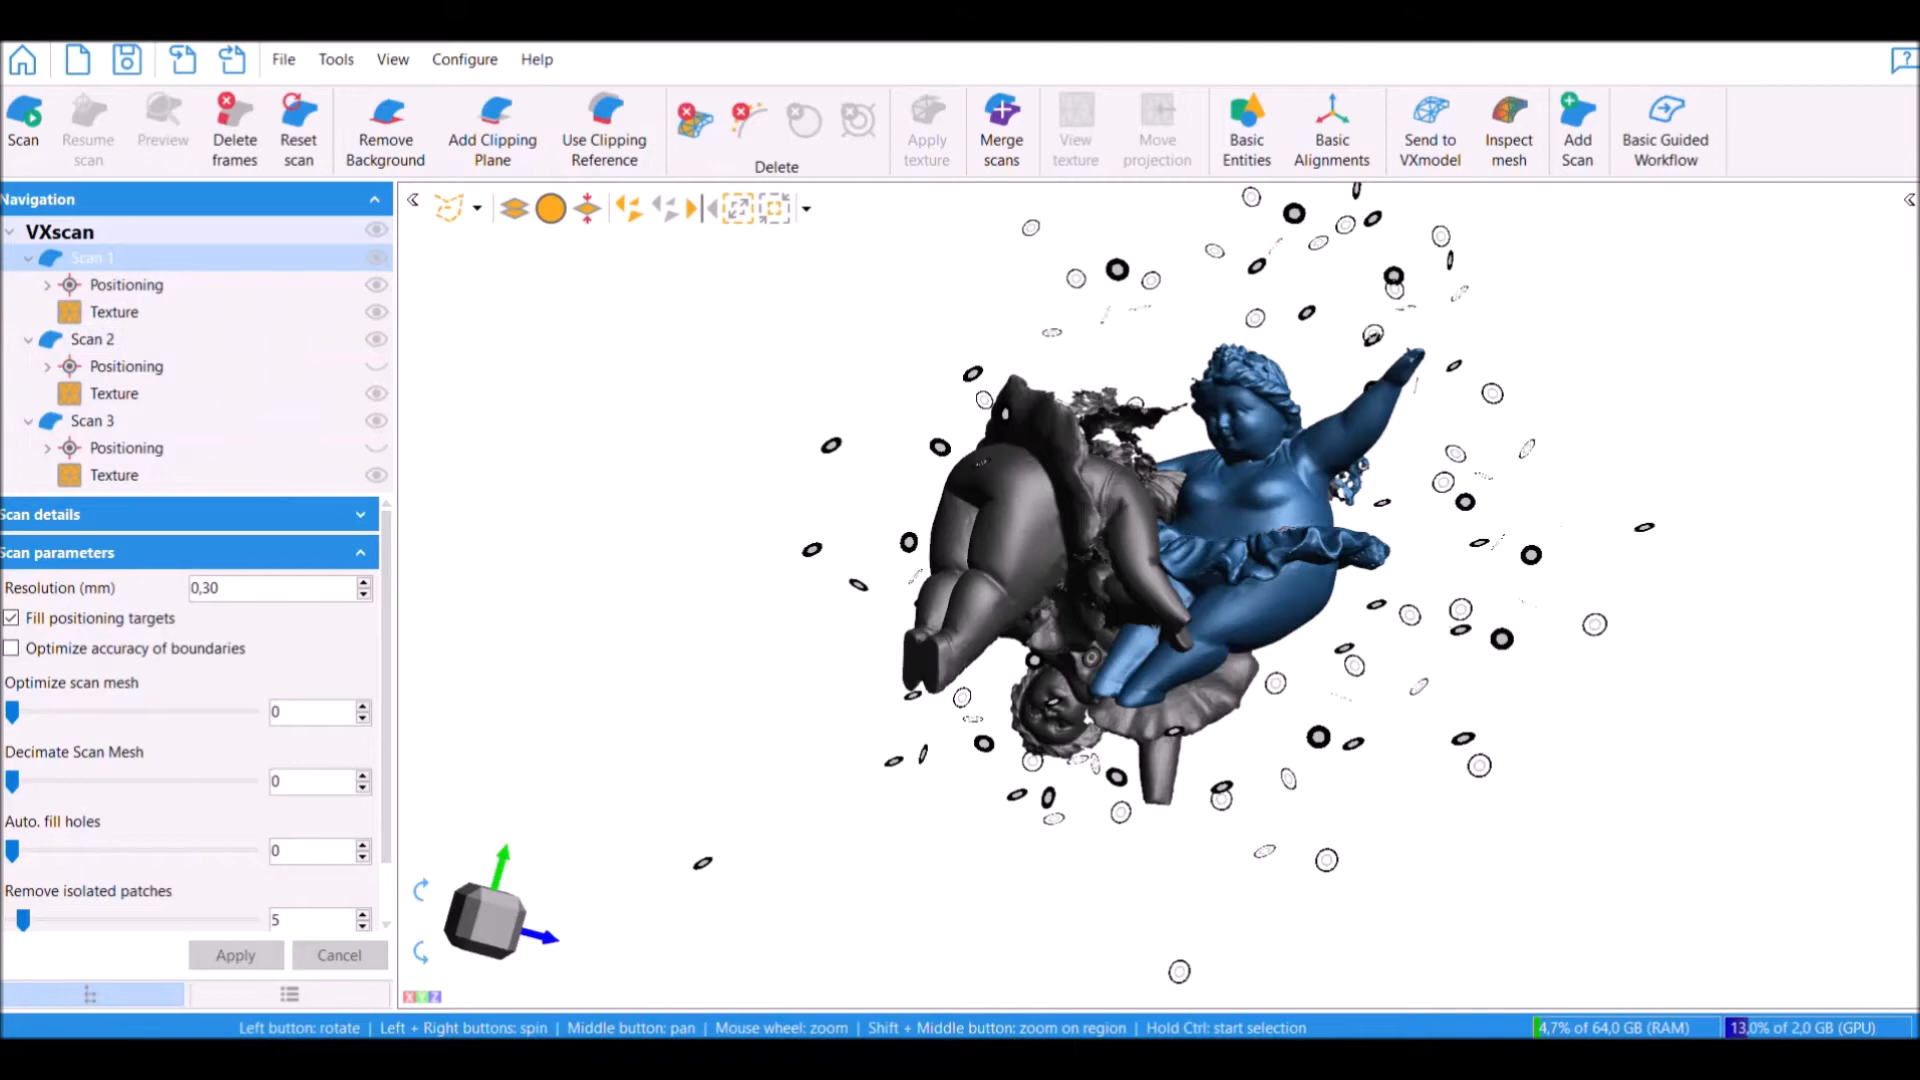 File Tools View Configure Help
Scan
Resume scan
Preview
Delete frames
Reset scan
Remove Background
Add Clipping Plane
Use Clipping Reference
Delete
Apply texture
Merge scans
View texture
Move projection
Basic Entities
Basic Alignments
Send to VXmodel
Inspect mesh
Add Scan
Basic Guided Workflow
Navigation
VXscan
Scan 1
Positioning
Texture
Scan 2
Positioning
Texture
Scan 3
Positioning
Texture
Scan details
Scan parameters
Resolution (mm) 0,30
Fill positioning targets
Optimize accuracy of boundaries
Optimize scan mesh
0
Decimate Scan Mesh
0
Auto. fill holes
0
Remove isolated patches
5
Apply Cancel
X Y Z
Left button: rotate | Left + Right buttons: spin | Middle button: pan | Mouse wheel: zoom | Shift + Middle button: zoom on region | Hold Ctrl: start selection
4,7% of 64,0 GB (RAM) 13,0% of 2,0 GB (GPU)